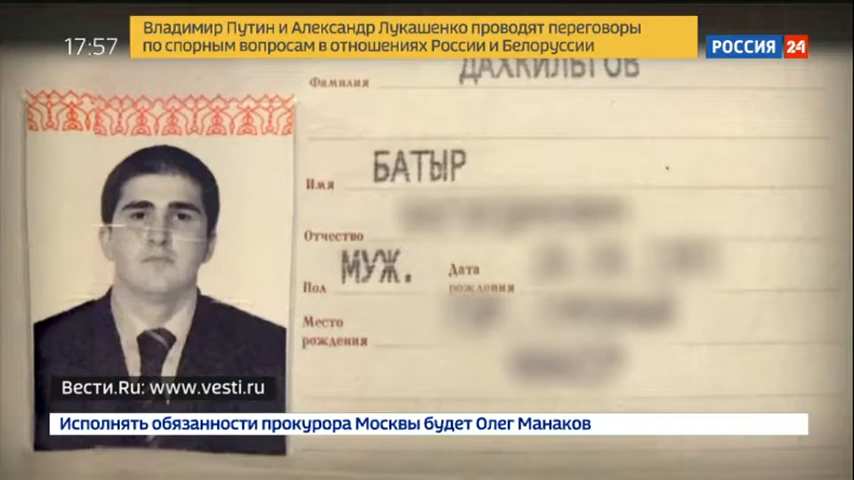 Владимир Путин и Александр Лукашенко проводят переговоры
по спорным вопросам в отношениях России и Белоруссии
17:57
РОССИЯ 24
Фамилия ДАХКИЛЬГОВ
Имя БАТЫР
Отчество
Пол МУЖ. Дата
рождения
Место
рождения
Вести.Ru: www.vesti.ru
Исполнять обязанности прокурора Москвы будет Олег Манаков